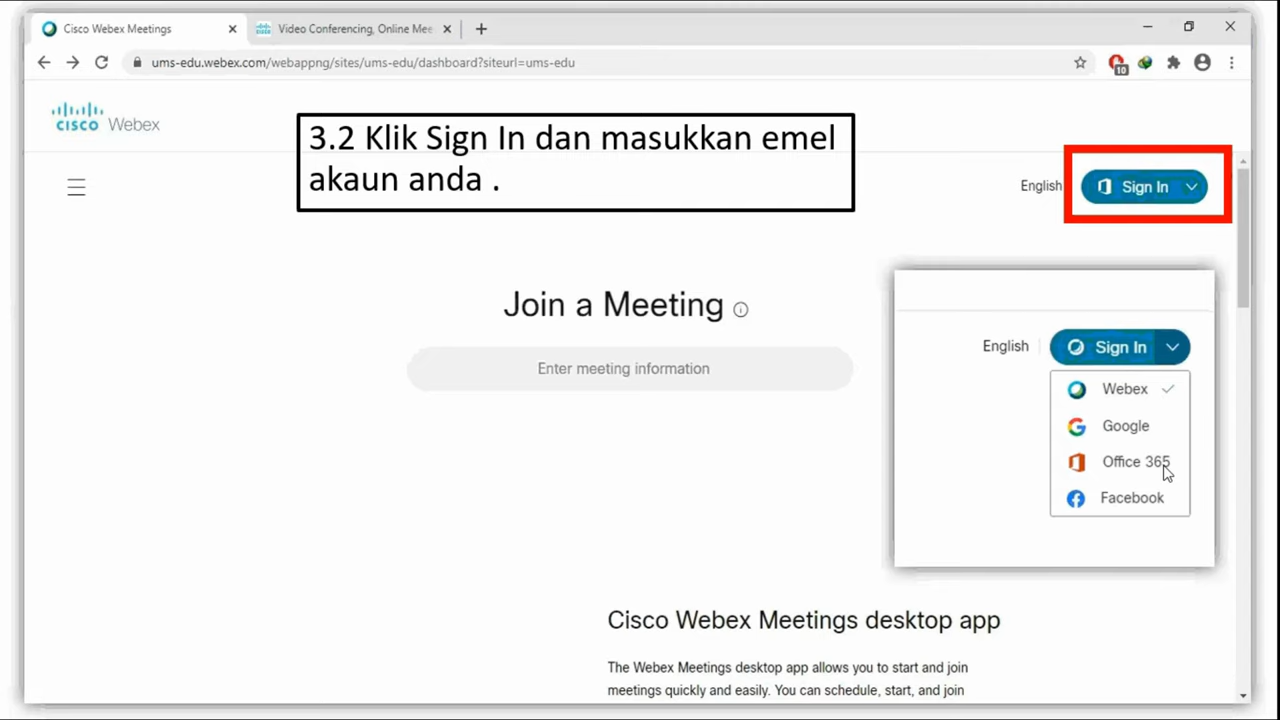 Cisco Webex Meetings
Video Conferencing, Online Mee
ums-edu.webex.com/webappng/sites/ums-edu/dashboard?siteurl=ums-edu
10
CISCO Webex
3.2 Klik Sign In dan masukkan emel
akaun anda .
English
Sign In
Join a Meeting
Enter meeting information
English
Sign In
Webex
Google
Office 365
Facebook
Cisco Webex Meetings desktop app
The Webex Meetings desktop app allows you to start and join
meetings quickly and easily. You can schedule, start, and join